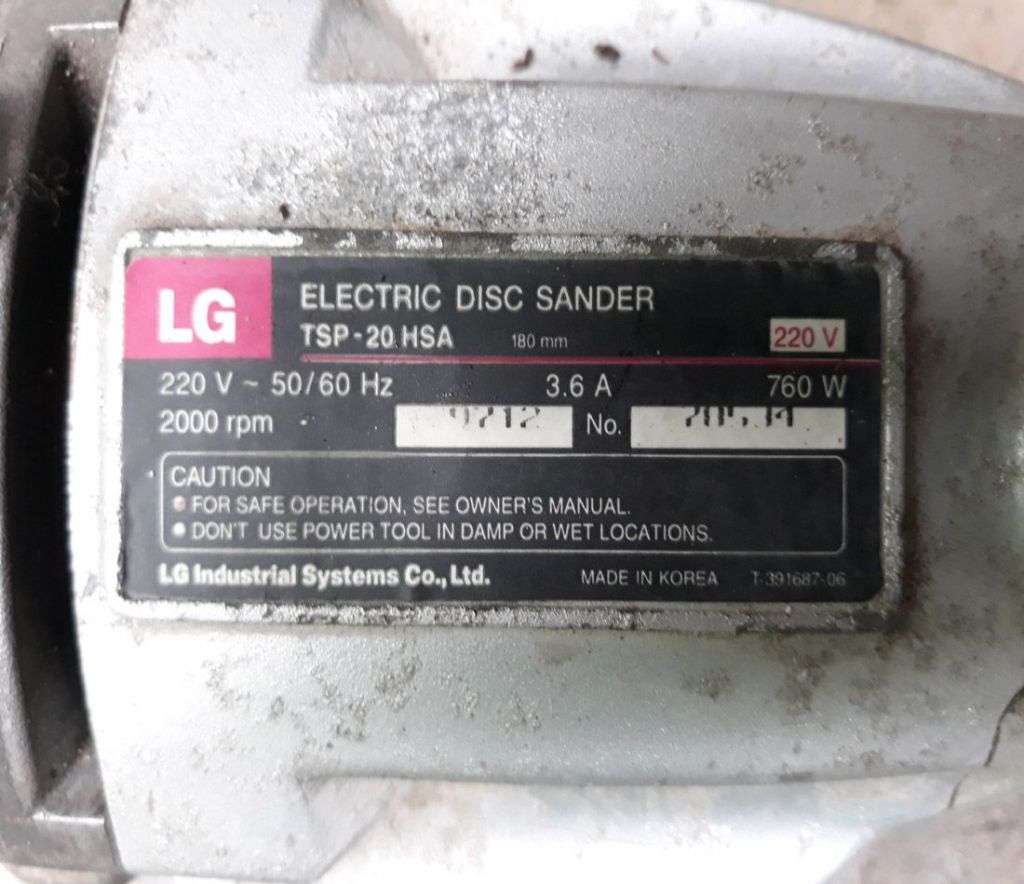 LG
ELECTRIC DISC SANDER
TSP-20 HSA 180 mm 220 V
220 V ~ 50/60 Hz 3.6 A 760 W
2000 rpm No.
CAUTION
• FOR SAFE OPERATION, SEE OWNER'S MANUAL.
• DON'T USE POWER TOOL IN DAMP OR WET LOCATIONS.
LG Industrial Systems Co., Ltd. MADE IN KOREA T-391687-06